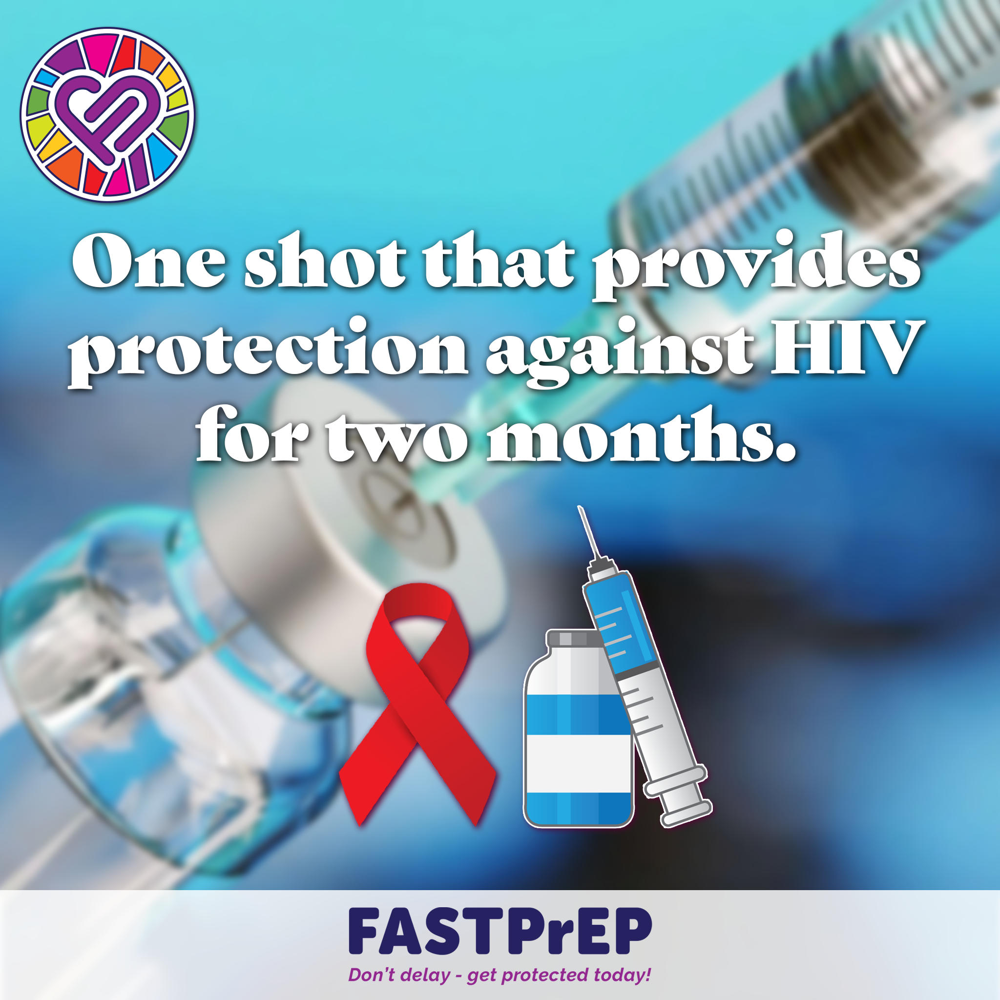 One shot that provides
protection against HIV
for two months.
FASTPrEP
Don't delay - get protected today!